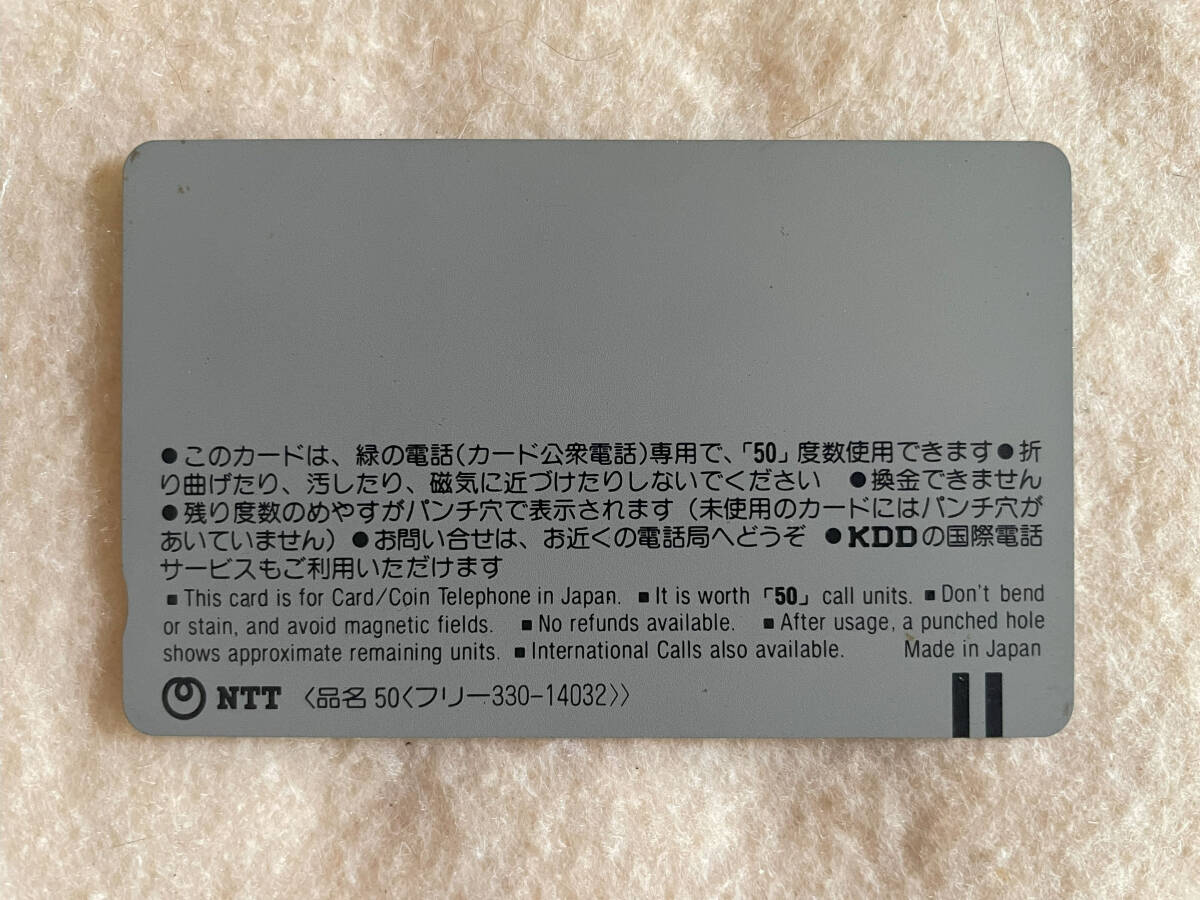 ●このカードは、緑の電話(カード公衆電話)専用で、「50」度数使用できます●折
り曲げたり、汚したり、磁気に近づけたりしないでください ●換金できません
●残り度数のめやすがパンチ穴で表示されます(未使用のカードにはパンチ穴が
あいていません)●お問い合せは、お近くの電話局へどうぞ ●KDDの国際電話
サービスもご利用いただけます
■This card is for Card/Coin Telephone in Japan. ■It is worth 「50」 call units. ■Don't bend
or stain, and avoid magnetic fields. ■No refunds available. ■After usage, a punched hole
shows approximate remaining units. ■International Calls also available. Made in Japan
NTT 〈品名 50〈フリー330-14032〉〉